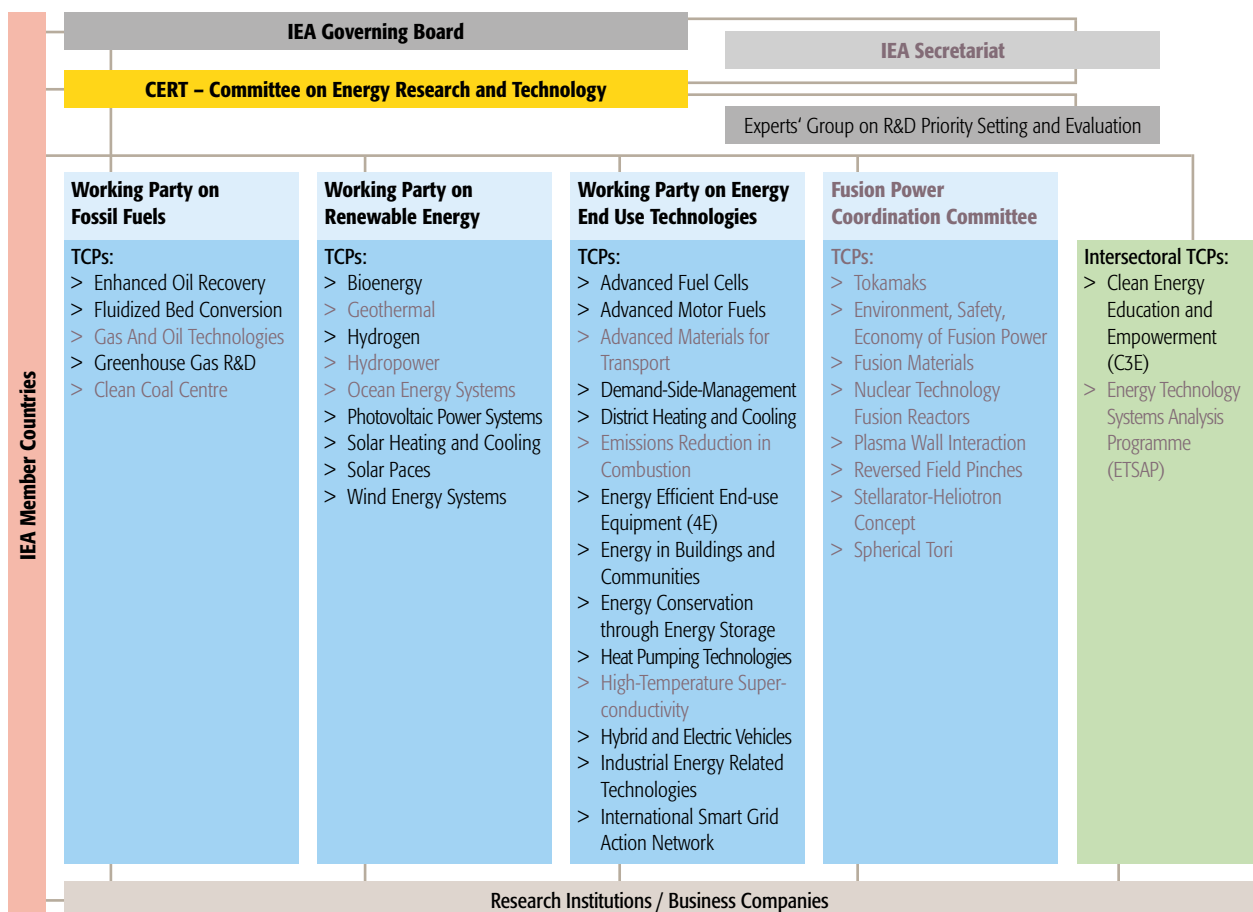 IEA Governing Board
IEA Secretariat
CERT – Committee on Energy Research and Technology
Experts‘ Group on R&D Priority Setting and Evaluation
IEA Member Countries
Working Party on
Fossil Fuels
TCPs:
> Enhanced Oil Recovery
> Fluidized Bed Conversion
> Gas And Oil Technologies
> Greenhouse Gas R&D
> Clean Coal Centre
Working Party on
Renewable Energy
TCPs:
> Bioenergy
> Geothermal
> Hydrogen
> Hydropower
> Ocean Energy Systems
> Photovoltaic Power Systems
> Solar Heating and Cooling
> Solar Paces
> Wind Energy Systems
Working Party on Energy
End Use Technologies
TCPs:
> Advanced Fuel Cells
> Advanced Motor Fuels
> Advanced Materials for
Transport
> Demand-Side-Management
> District Heating and Cooling
> Emissions Reduction in
Combustion
> Energy Efficient End-use
Equipment (4E)
> Energy in Buildings and
Communities
> Energy Conservation
through Energy Storage
> Heat Pumping Technologies
> High-Temperature Super-
conductivity
> Hybrid and Electric Vehicles
> Industrial Energy Related
Technologies
> International Smart Grid
Action Network
Fusion Power
Coordination Committee
TCPs:
> Tokamaks
> Environment, Safety,
Economy of Fusion Power
> Fusion Materials
> Nuclear Technology
Fusion Reactors
> Plasma Wall Interaction
> Reversed Field Pinches
> Stellarator-Heliotron
Concept
> Spherical Tori
Intersectoral TCPs:
> Clean Energy
Education and
Empowerment
(C3E)
> Energy Technology
Systems Analysis
Programme
(ETSAP)
Research Institutions / Business Companies